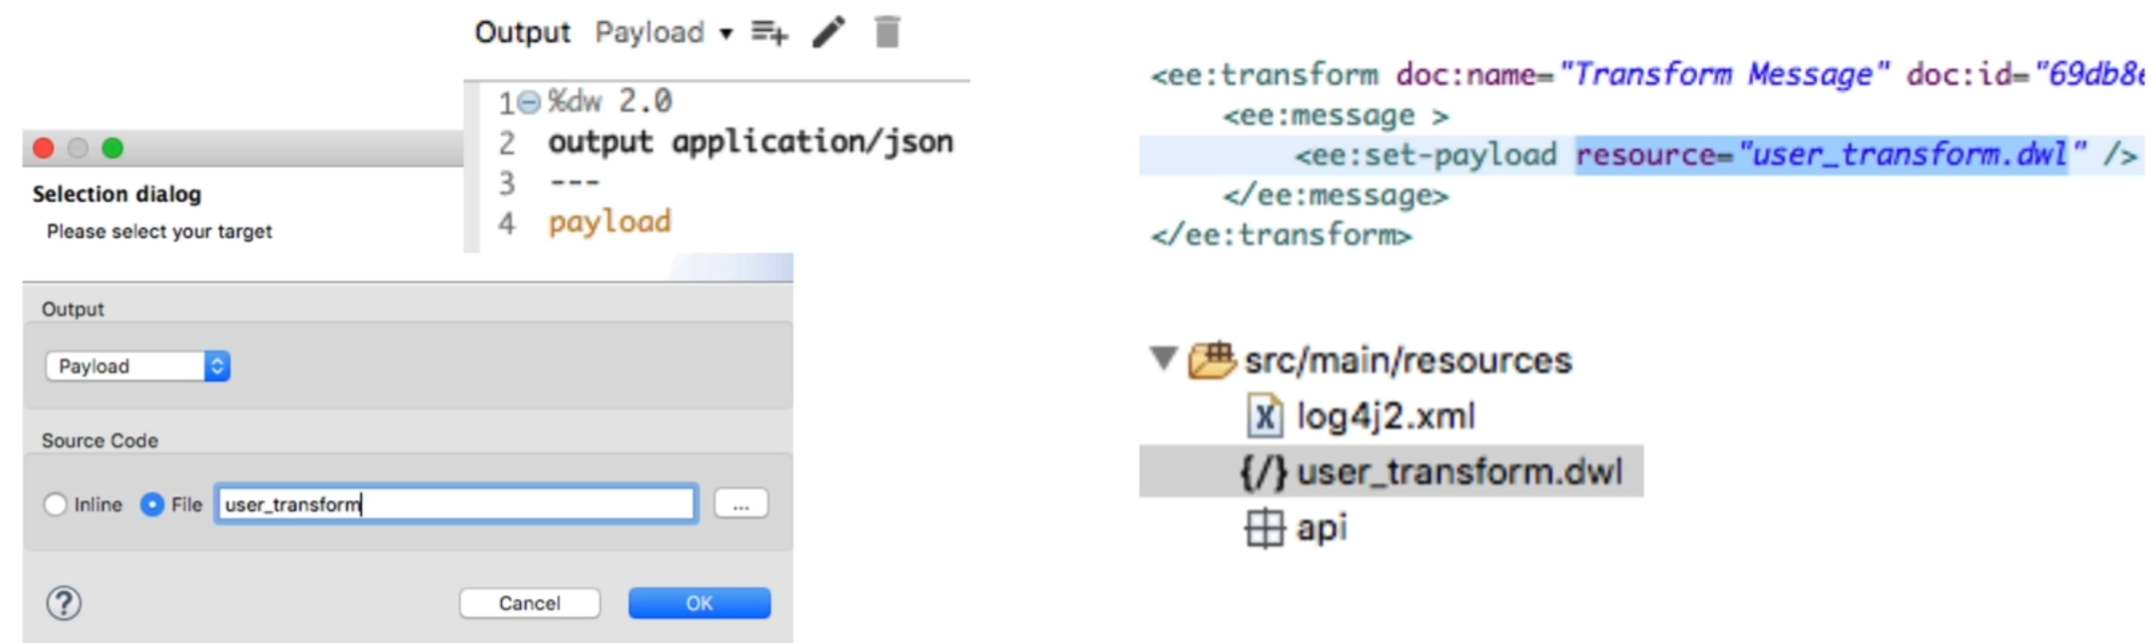 Output Payload
1 %dw 2.0
2 output application/json
3 ---
4 payload
Selection dialog
Please select your target
Output
Payload
Source Code
Inline File user_transform ...
? Cancel OK
<ee:transform doc:name="Transform Message" doc:id="69db8e
<ee:message >
<ee:set-payload resource="user_transform.dwl" />
</ee:message>
</ee:transform>
src/main/resources
X log4j2.xml
{/} user_transform.dwl
api